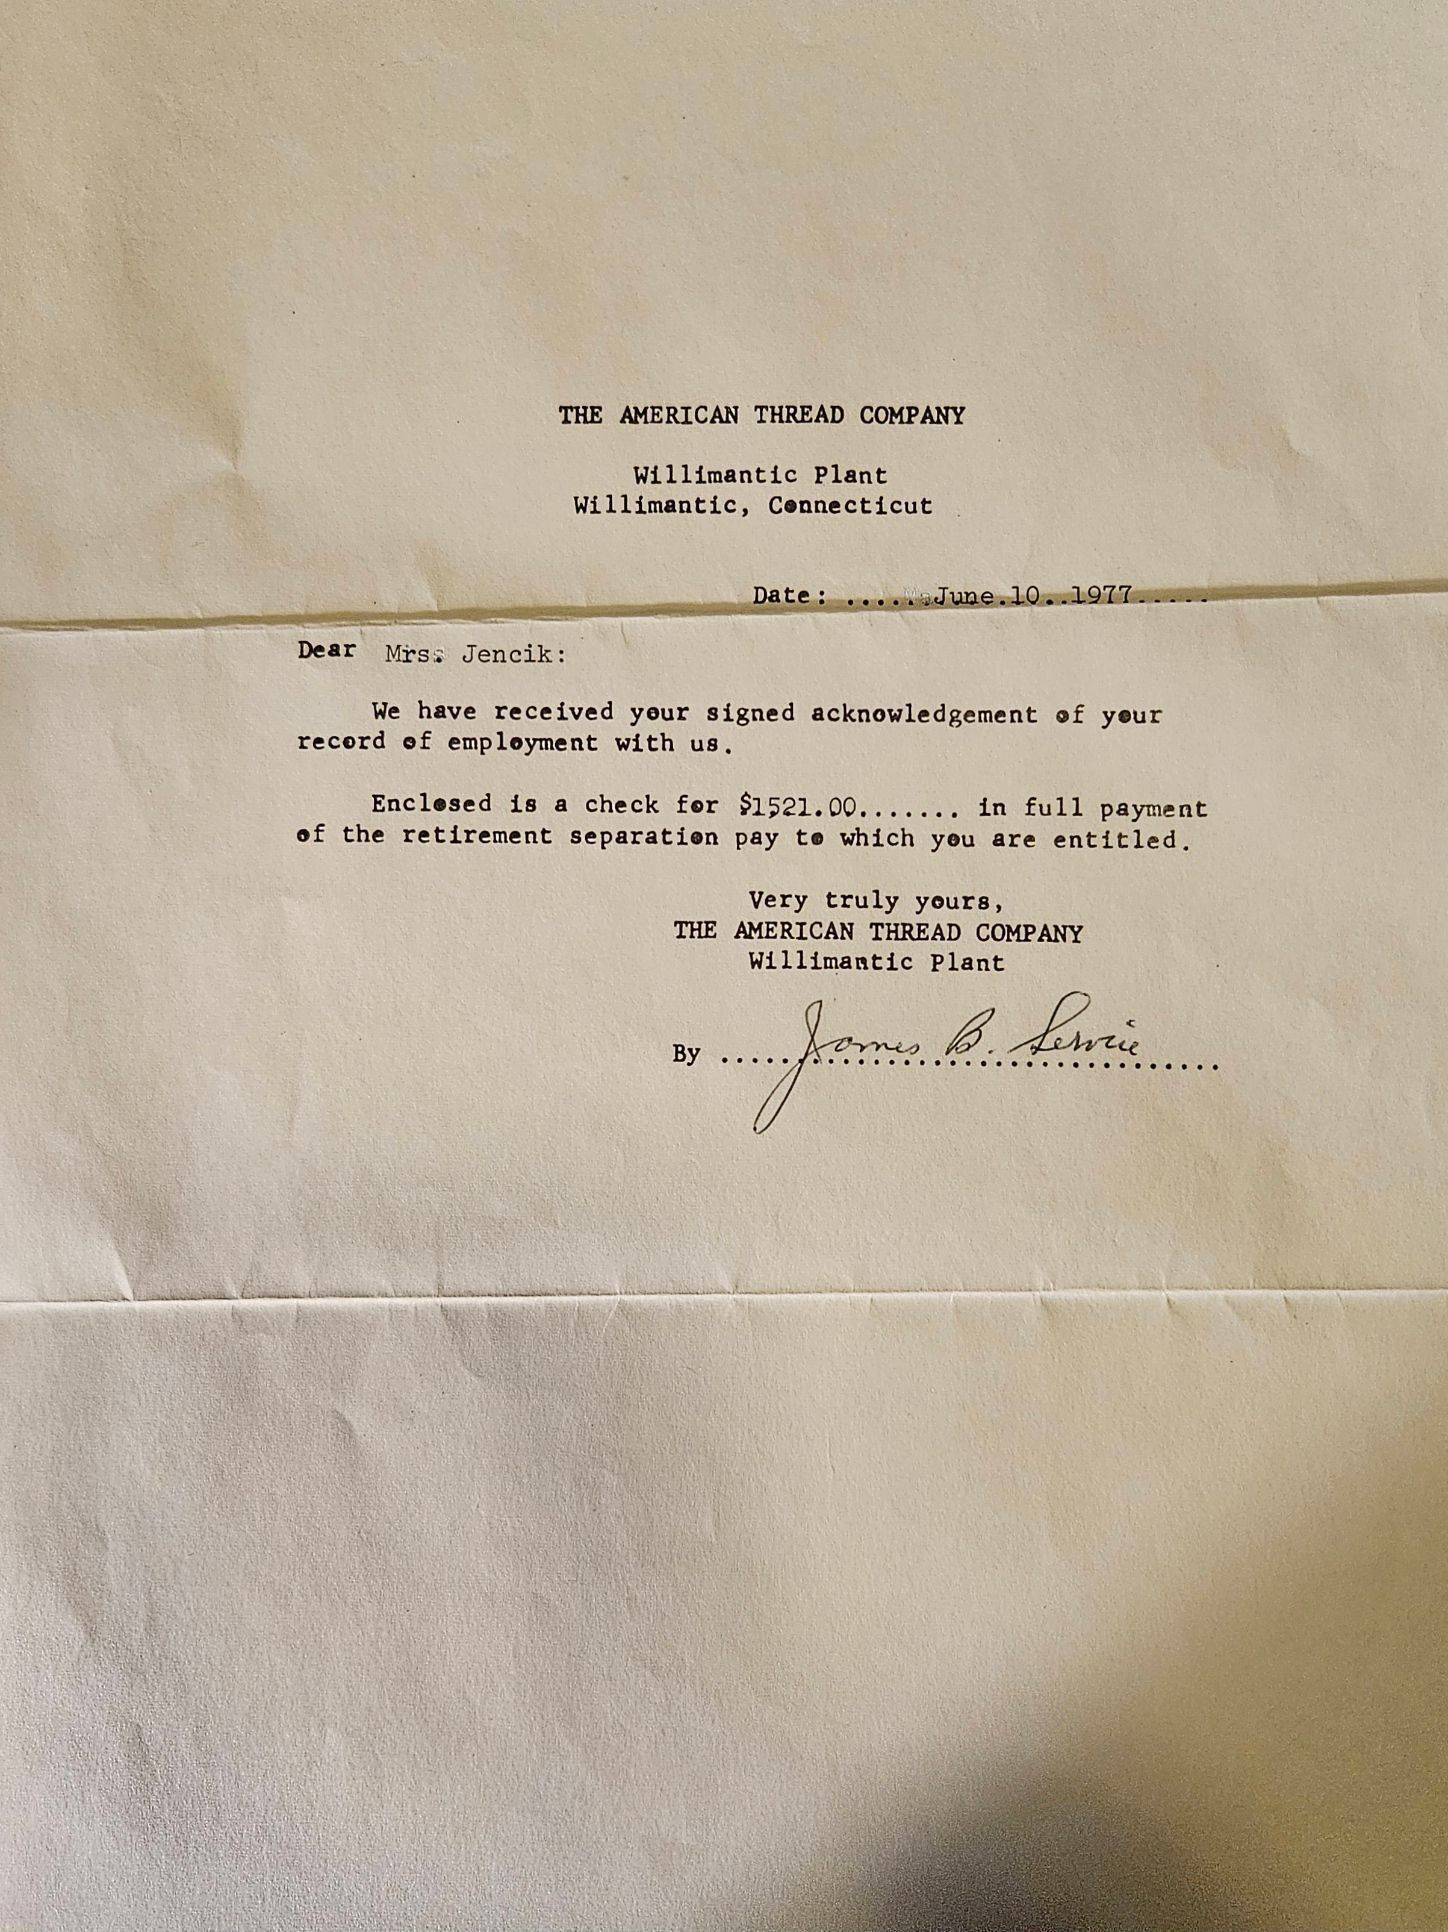 THE AMERICAN THREAD COMPANY
Willimantic Plant
Willimantic, Connecticut
Date: ......June.10..1977.....
Dear Mrs. Jencik:
We have received your signed acknowledgement of your
record of employment with us.
Enclosed is a check for $1521.00....... in full payment
of the retirement separation pay to which you are entitled.
Very truly yours,
THE AMERICAN THREAD COMPANY
Willimantic Plant
By ................................. James B. Servie